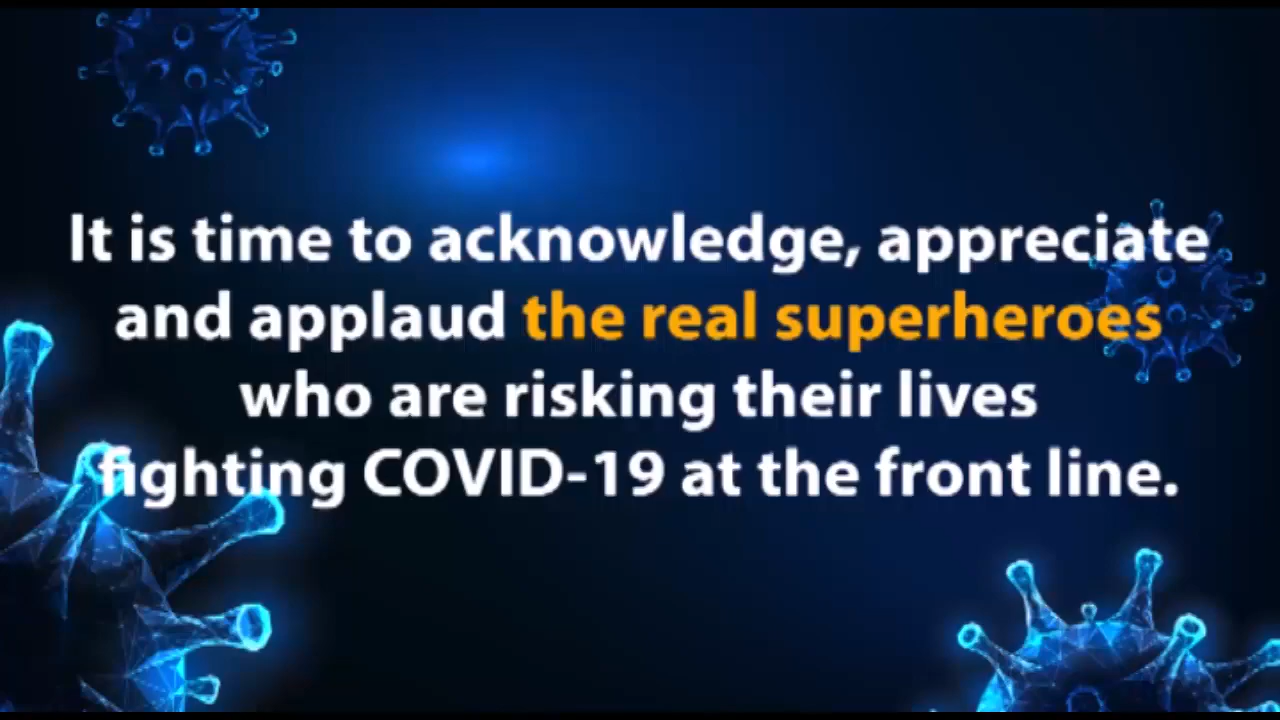 It is time to acknowledge, appreciate
and applaud the real superheroes
who are risking their lives
fighting COVID-19 at the front line.